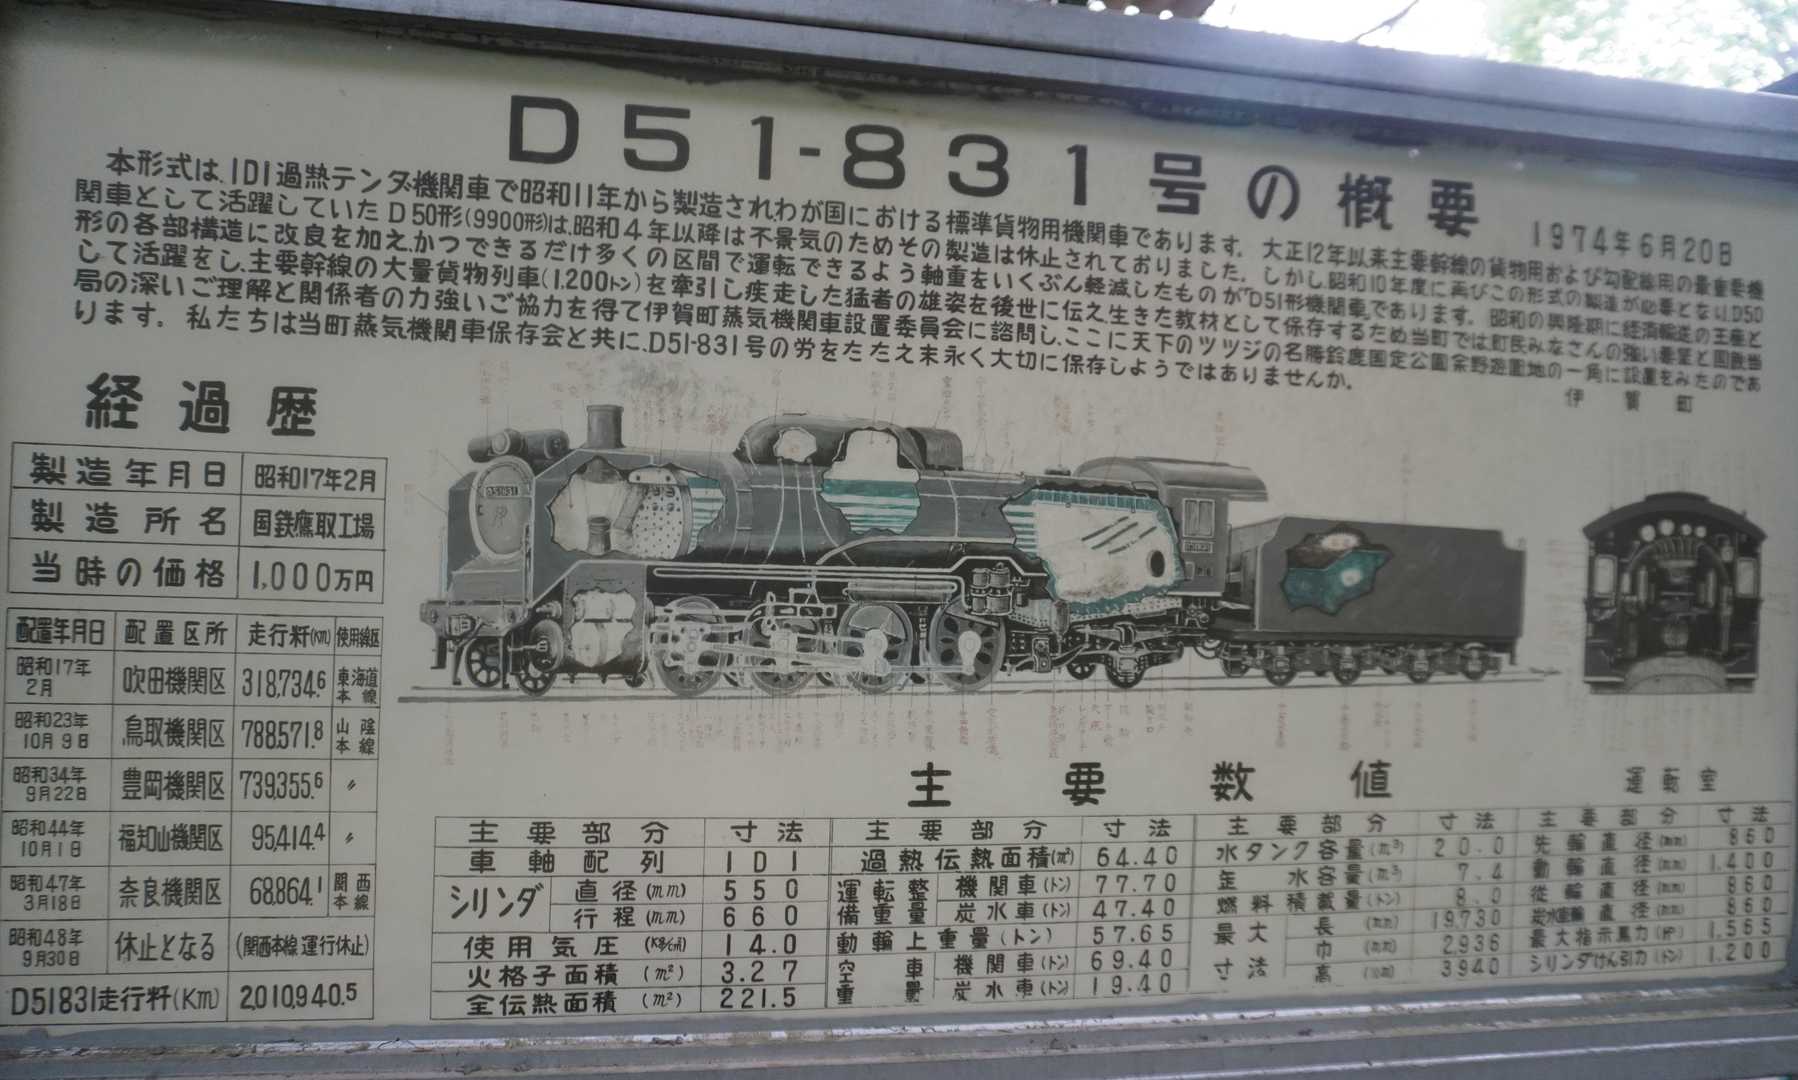 D51-831号の概要
1974年6月20日
本形式は、1D1過熱テンダ機関車で昭和11年から製造されわが国における標準貨物用機関車であります。大正12年以来主要幹線の貨物用および勾配線用の最重要機
関車として活躍していたD50形(9900形)は、昭和4年以降は不景気のためその製造は休止されておりました。しかし、昭和10年度に再びこの形式の製造が必要となり、D50
形の各部構造に改良を加え、かつできるだけ多くの区間で運転できるよう軸重をいくぶん軽減したものが「D51形機関車」であります。昭和の興隆期に経済輸送の王座と
して活躍をし、主要幹線の大量貨物列車(1,200トン)を牽引し疾走した猛者の雄姿を後世に伝え生きた教材として保存するため当町では町民みなさんの強い要望と国鉄当
局の深いご理解と関係者の力強いご協力を得て伊賀町蒸気機関車設置委員会に諮問し、ここに天下のツツジの名勝鈴鹿国定公園余野遊園地の一角に設置をみたのであ
ります。私たちは当町蒸気機関車保存会と共に、D51-831号の労をたたえ末永く大切に保存しようではありませんか。
伊賀町
経過歴
製造年月日 昭和17年2月
製造所名 国鉄鷹取工場
当時の価格 1,000万円
配置年月日 配置区所 走行粁(KM) 使用線区
昭和17年2月 吹田機関区 318,734.6 東海道本線
昭和23年10月9日 鳥取機関区 788,571.8 山陰本線
昭和34年9月22日 豊岡機関区 739,355.6 〃
昭和44年10月1日 福知山機関区 95,414.4 〃
昭和47年3月18日 奈良機関区 68,864.1 関西本線
昭和48年9月30日 休止となる (関西本線運行休止)
D51831走行粁(Km) 2,010,940.5
D51831
運転室
主要数値
主要部分 寸法 主要部分 寸法 主要部分 寸法 主要部分 寸法
車軸配列 1D1
シリンダ 直径(mm) 550
行程(mm) 660
使用気圧(Kg/cm²) 14.0
火格子面積(m²) 3.27
全伝熱面積(m²) 221.5
過熱伝熱面積(m²) 64.40
運転整備重量 機関車(トン) 77.70
炭水車(トン) 47.40
動輪上重量(トン) 57.65
空車重量 機関車(トン) 69.40
炭水車(トン) 19.40
水タンク容量(m³) 20.0
缶水容量(m³) 7.4
燃料積載量(トン) 8.0
最大寸法 長(mm) 19,730
巾(mm) 2936
高(mm) 3940
先輪直径(mm) 860
動輪直径(mm) 1,400
従輪直径(mm) 860
炭水車輪直径(mm) 860
最大指示馬力(HP) 1,565
シリンダけん引力(トン) 1,200